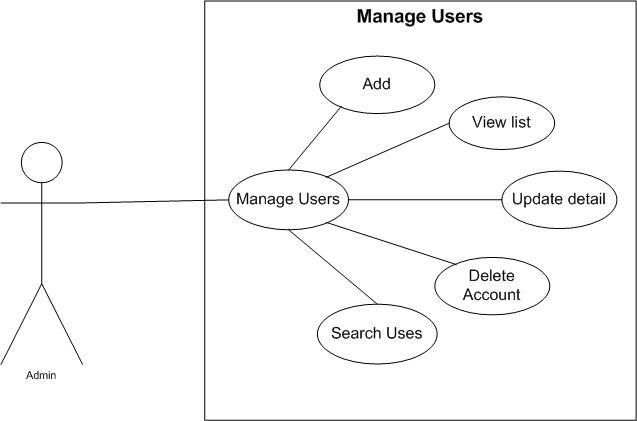 Manage Users
Add
View list
Manage Users
Update detail
Delete
Account
Search Uses
Admin